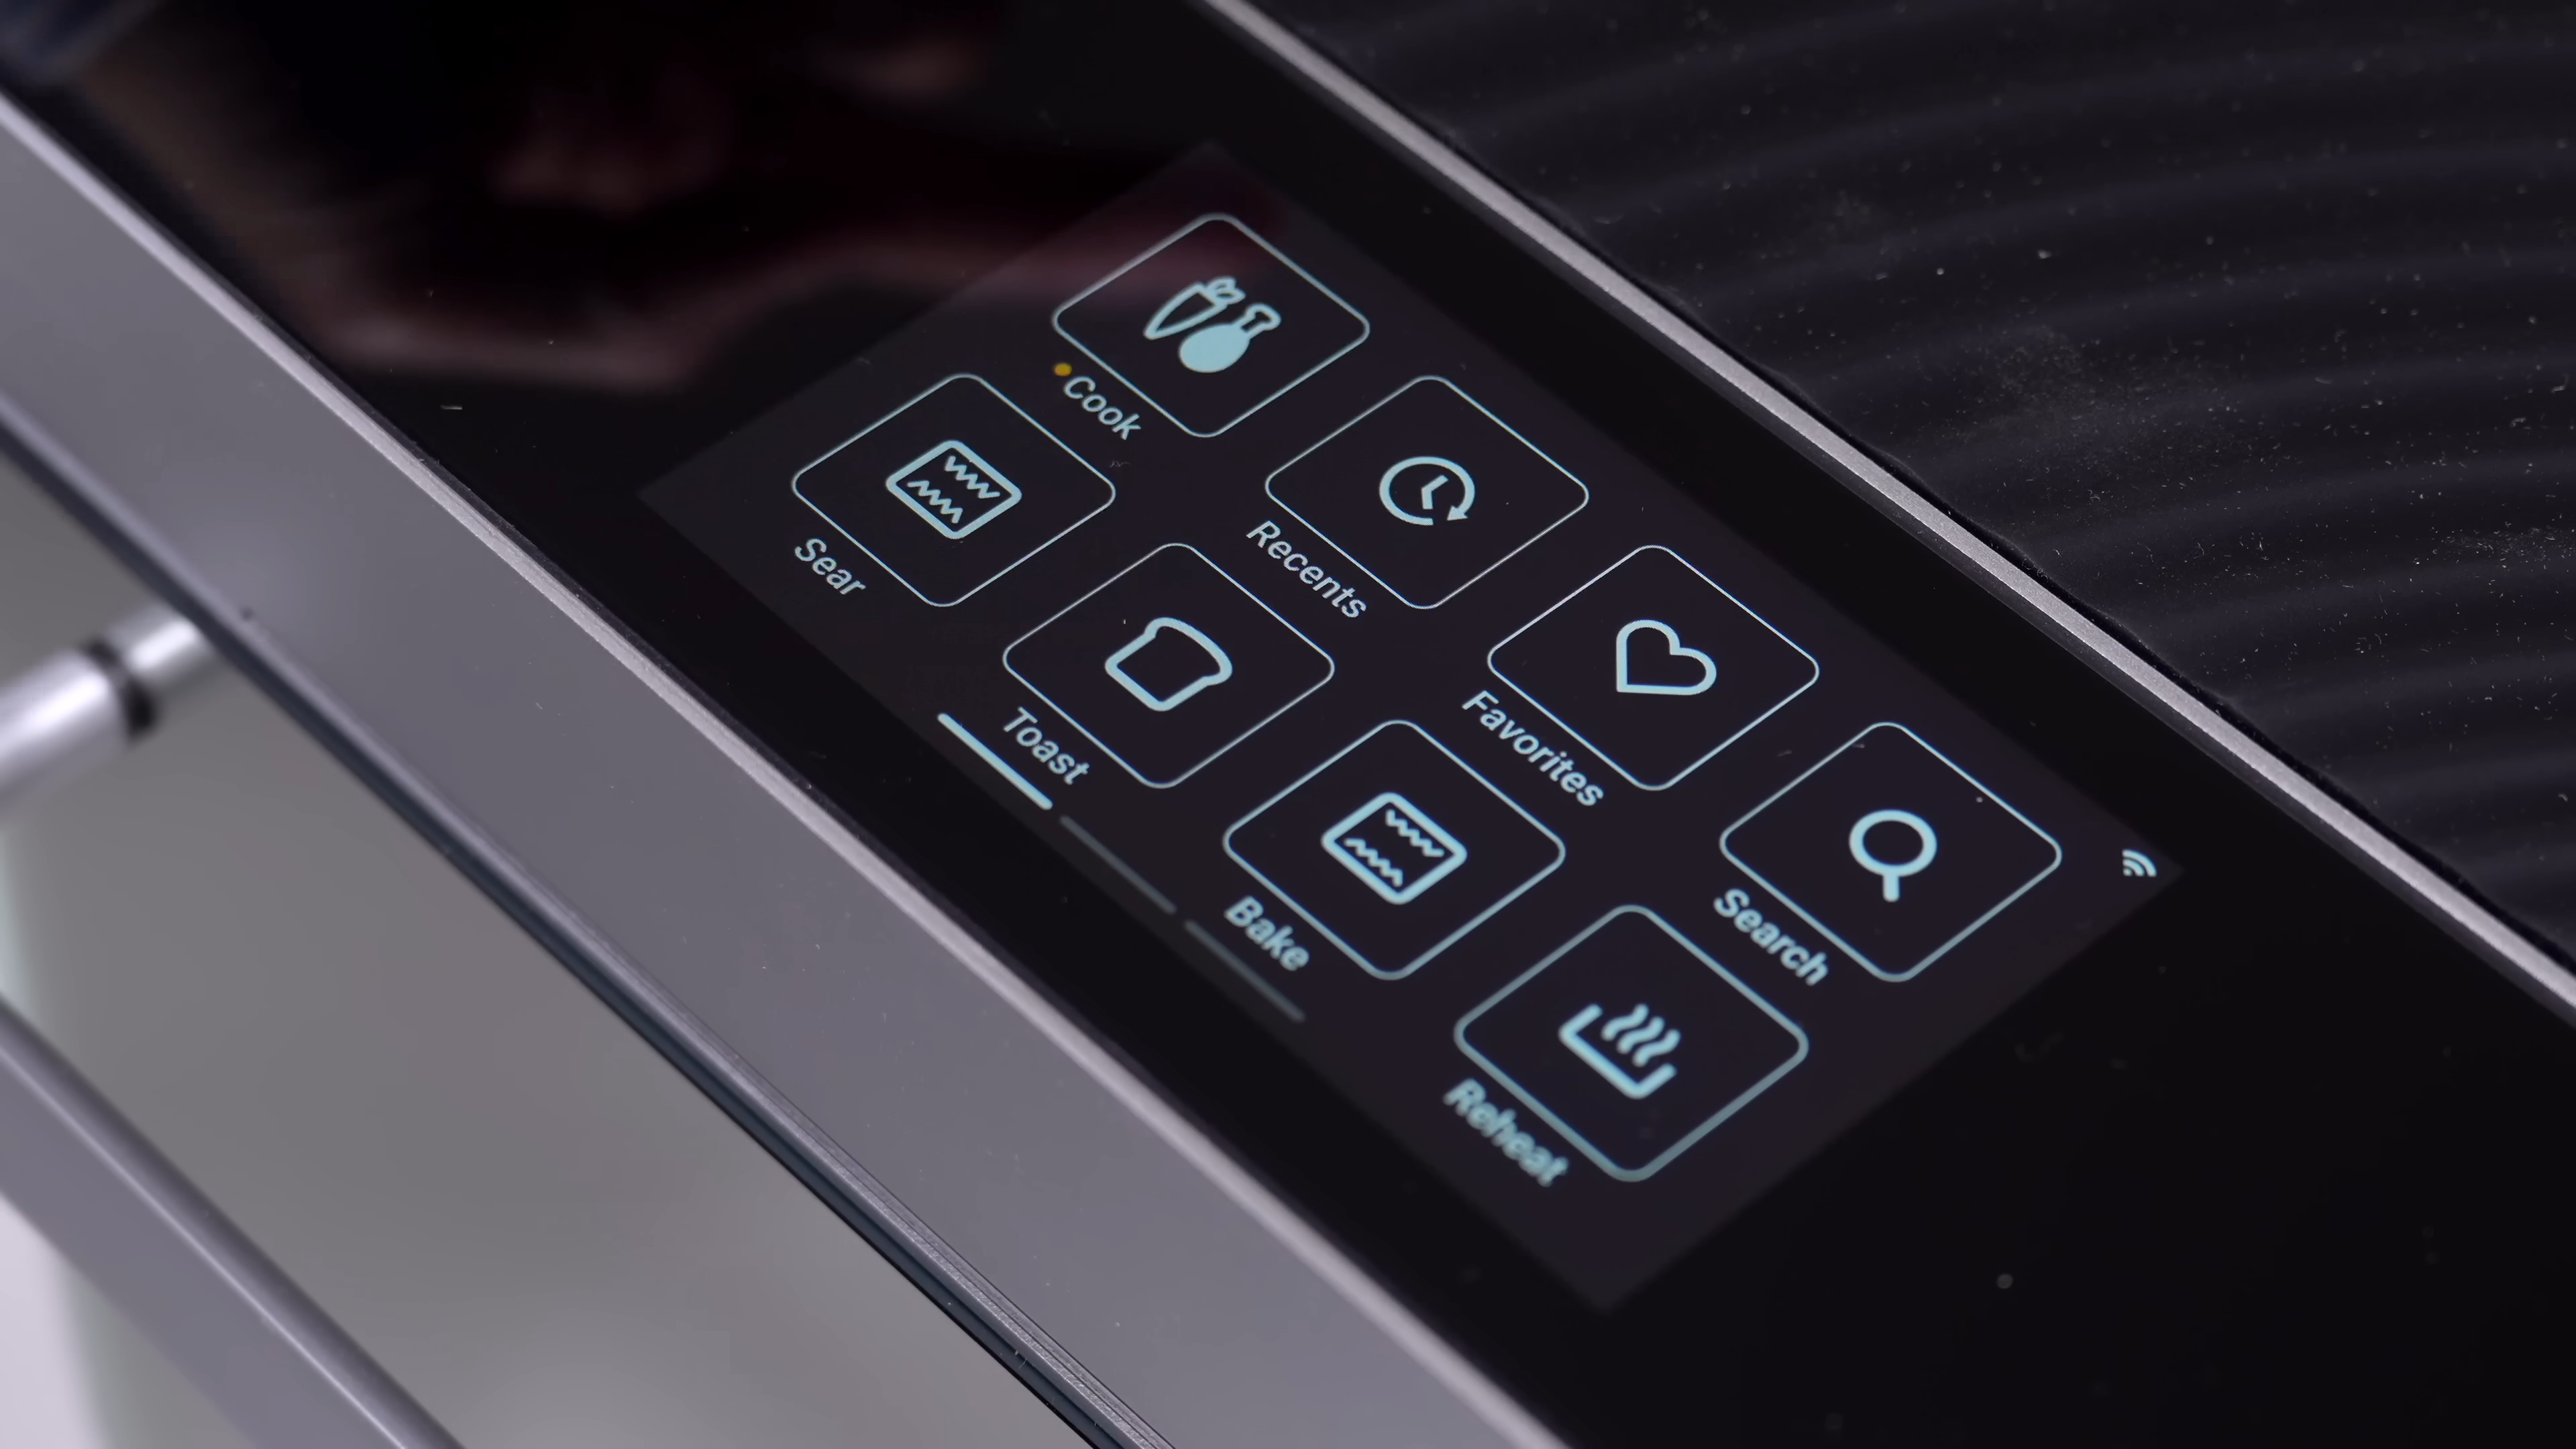 Cook
Recents
Favorites
Search
Sear
Toast
Bake
Reheat